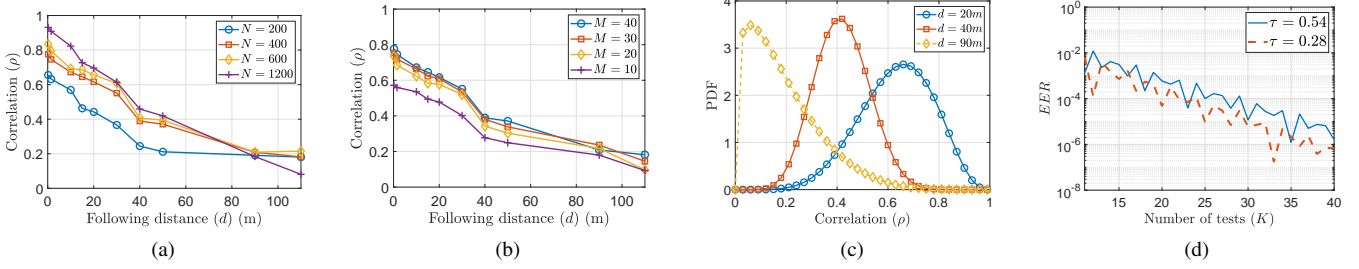 1
0.8
0.6
0.4
0.2
0
Correlation (ρ)
0 20 40 60 80 100
Following distance (d) (m)
N = 200
N = 400
N = 600
N = 1200
(a)
1
0.8
0.6
0.4
0.2
0
Correlation (ρ)
0 20 40 60 80 100
Following distance (d) (m)
M = 40
M = 30
M = 20
M = 10
(b)
4
3
2
1
0
PDF
0 0.2 0.4 0.6 0.8 1
Correlation (ρ)
d = 20m
d = 40m
d = 90m
(c)
10^0
10^-2
10^-4
10^-6
10^-8
EER
15 20 25 30 35 40
Number of tests (K)
τ = 0.54
τ = 0.28
(d)